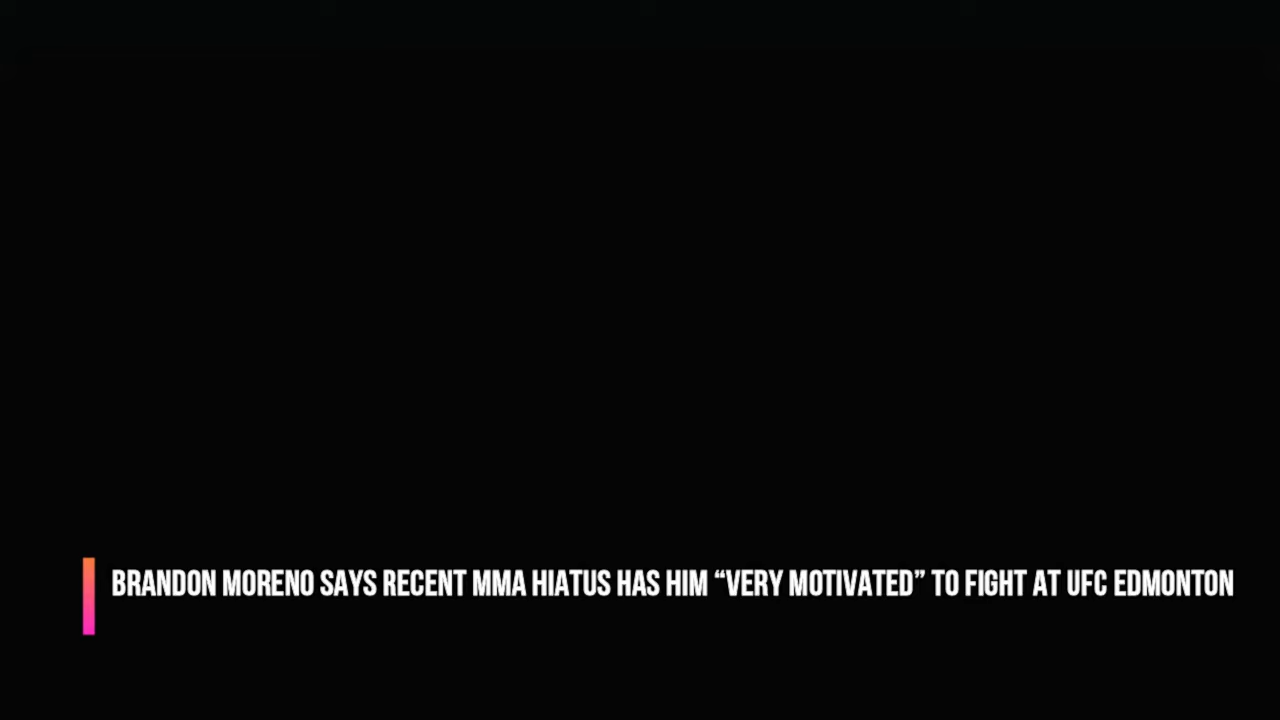 BRANDON MORENO SAYS RECENT MMA HIATUS HAS HIM “VERY MOTIVATED” TO FIGHT AT UFC EDMONTON